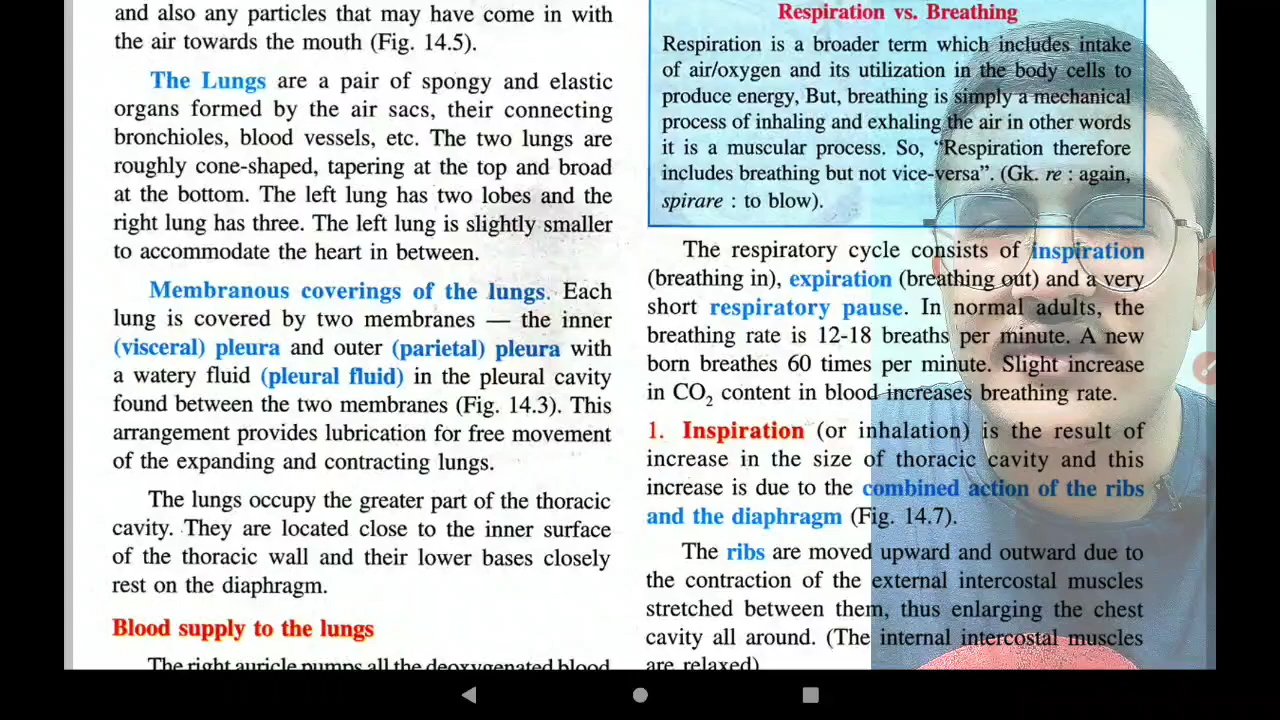 and also any particles that may have come in with
the air towards the mouth (Fig. 14.5).
The Lungs are a pair of spongy and elastic
organs formed by the air sacs, their connecting
bronchioles, blood vessels, etc. The two lungs are
roughly cone-shaped, tapering at the top and broad
at the bottom. The left lung has two lobes and the
right lung has three. The left lung is slightly smaller
to accommodate the heart in between.
Membranous coverings of the lungs. Each
lung is covered by two membranes — the inner
(visceral) pleura and outer (parietal) pleura with
a watery fluid (pleural fluid) in the pleural cavity
found between the two membranes (Fig. 14.3). This
arrangement provides lubrication for free movement
of the expanding and contracting lungs.
The lungs occupy the greater part of the thoracic
cavity. They are located close to the inner surface
of the thoracic wall and their lower bases closely
rest on the diaphragm.
Blood supply to the lungs
The right auricle pumps all the deoxygenated blood
Respiration vs. Breathing
Respiration is a broader term which includes intake
of air/oxygen and its utilization in the body cells to
produce energy, But, breathing is simply a mechanical
process of inhaling and exhaling the air in other words
it is a muscular process. So, “Respiration therefore
includes breathing but not vice-versa”. (Gk. re : again,
spirare : to blow).
The respiratory cycle consists of inspiration
(breathing in), expiration (breathing out) and a very
short respiratory pause. In normal adults, the
breathing rate is 12-18 breaths per minute. A new
born breathes 60 times per minute. Slight increase
in CO₂ content in blood increases breathing rate.
1. Inspiration (or inhalation) is the result of
increase in the size of thoracic cavity and this
increase is due to the combined action of the ribs
and the diaphragm (Fig. 14.7).
The ribs are moved upward and outward due to
the contraction of the external intercostal muscles
stretched between them, thus enlarging the chest
cavity all around. (The internal intercostal muscles
are relaxed)